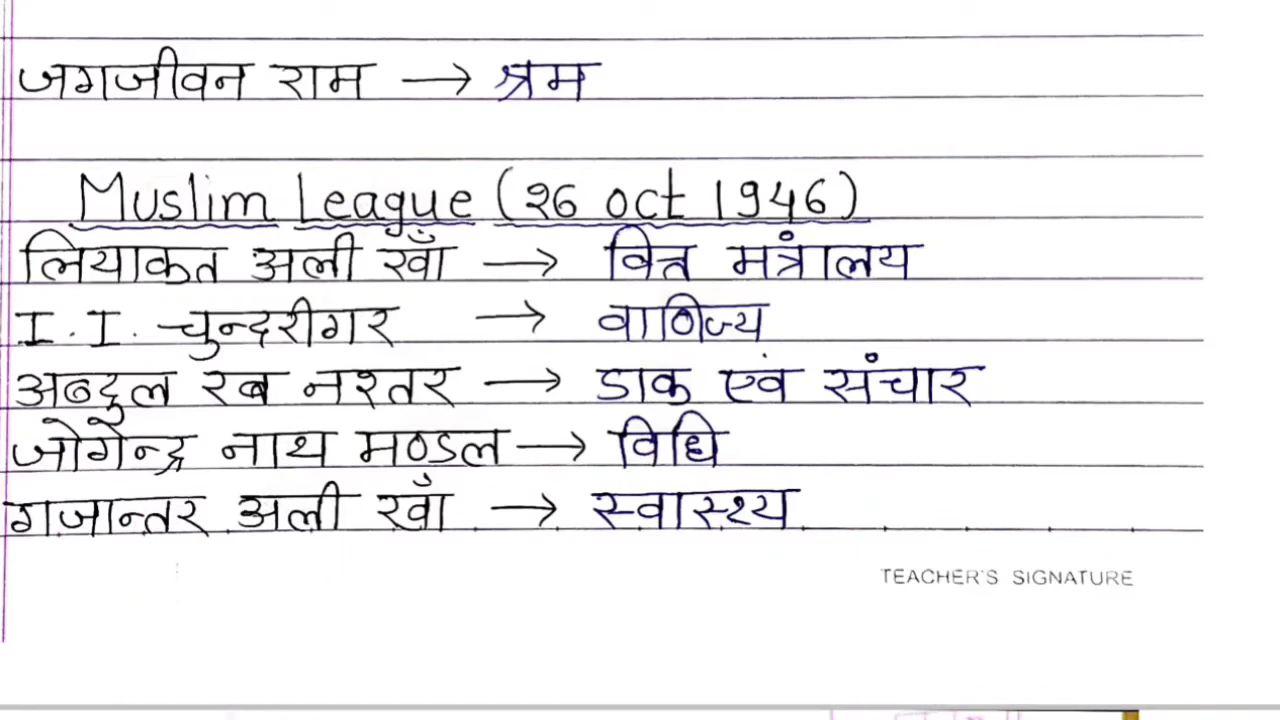 जगजीवन राम → श्रम
Muslim League (26 oct 1946)
लियाकत अली खाँ → वित्त मंत्रालय
I. I. चुन्दरीगर → वाणिज्य
अब्दुल रब नश्तर → डाक एवं संचार
जोगेन्द्र नाथ मण्डल → विधि
गजान्तर अली खाँ → स्वास्थ्य
TEACHER'S SIGNATURE